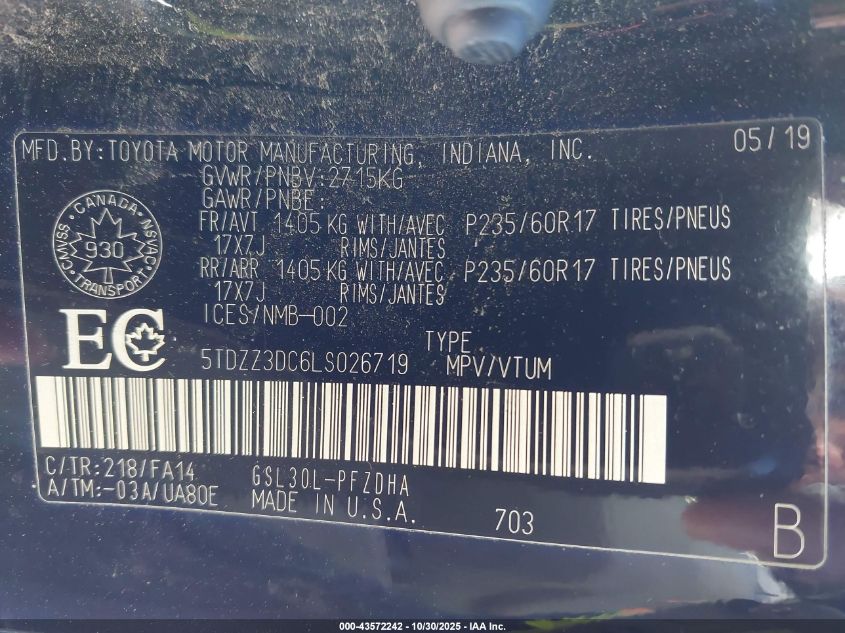 MFD.BY:TOYOTA MOTOR MANUFACTURING, INDIANA, INC. 05/19
GVWR/PNBV:2715KG
GAWR/PNBE:
FR/AVT 1405 KG WITH/AVEC P235/60R17 TIRES/PNEUS
17X7J RIMS/JANTES
RR/ARR 1405 KG WITH/AVEC P235/60R17 TIRES/PNEUS
17X7J RIMS/JANTES
ICES/NMB-002
CANADA
CMVSS 930 NSVAC
TRANSPORT
EC
TYPE
5TDZZ3DC6LS026719 MPV/VTUM
C/TR:218/FA14 GSL30L-PFZDHA
A/TM:-03A/UA80E MADE IN U.S.A. 703 B
000-43572242 - 10/30/2025 - IAA Inc.